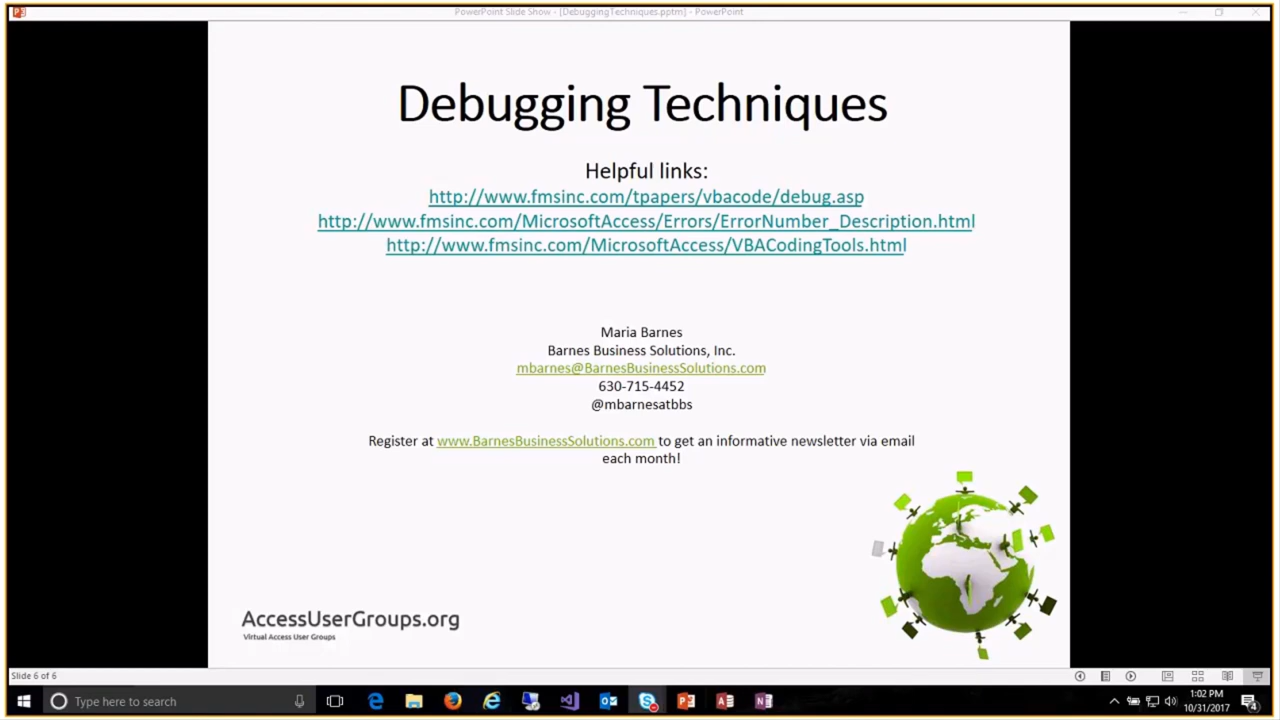 PowerPoint Slide Show - [DebuggingTechniques.pptm] - PowerPoint
Debugging Techniques
Helpful links:
http://www.fmsinc.com/tpapers/vbacode/debug.asp
http://www.fmsinc.com/MicrosoftAccess/Errors/ErrorNumber_Description.html
http://www.fmsinc.com/MicrosoftAccess/VBACodingTools.html
Maria Barnes
Barnes Business Solutions, Inc.
mbarnes@BarnesBusinessSolutions.com
630-715-4452
@mbarnesatbbs
Register at www.BarnesBusinessSolutions.com to get an informative newsletter via email
each month!
AccessUserGroups.org
Virtual Access User Groups
Slide 6 of 6
Type here to search
1:02 PM
10/31/2017
4